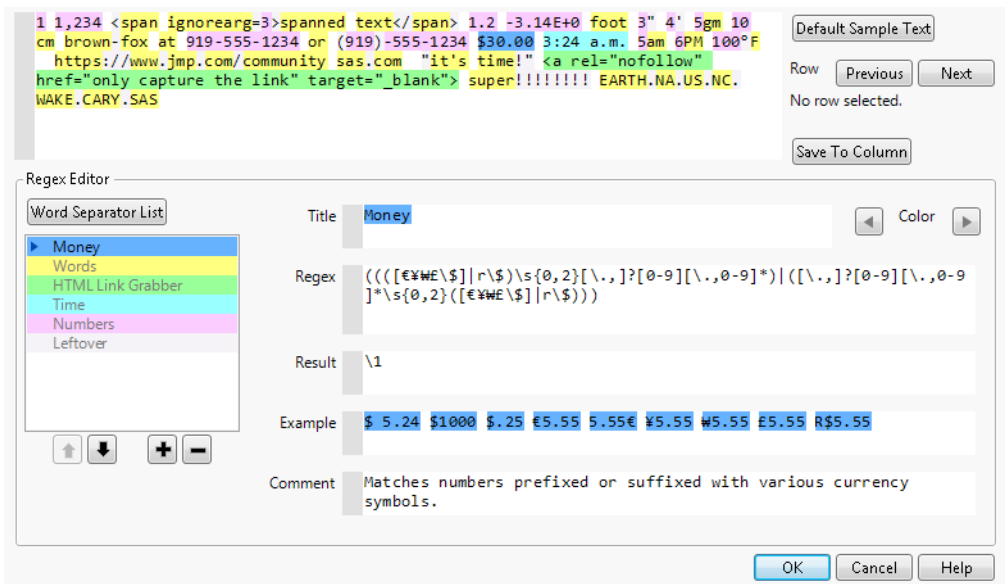 1 1,234 <span ignorearg=3>spanned text</span> 1.2 -3.14E+0 foot 3" 4' 5gm 10
cm brown-fox at 919-555-1234 or (919)-555-1234 $30.00 3:24 a.m. 5am 6PM 100°F
https://www.jmp.com/community sas.com "it's time!" <a rel="nofollow"
href="only capture the link" target="_blank"> super!!!!!!!! EARTH.NA.US.NC.
WAKE.CARY.SAS
Default Sample Text
Row Previous Next
No row selected.
Save To Column
Regex Editor
Word Separator List
Money
Words
HTML Link Grabber
Time
Numbers
Leftover
Title Money
Color
Regex ((([€¥₩£\$]|r\$)\s{0,2}[\.,]?[0-9][\.,0-9]*)|([\.,]?[0-9][\.,0-9
]*\s{0,2}([€¥₩£\$]|r\$)))
Result \1
Example $ 5.24 $1000 $.25 €5.55 5.55€ ¥5.55 ₩5.55 £5.55 R$5.55
Comment Matches numbers prefixed or suffixed with various currency
symbols.
OK Cancel Help